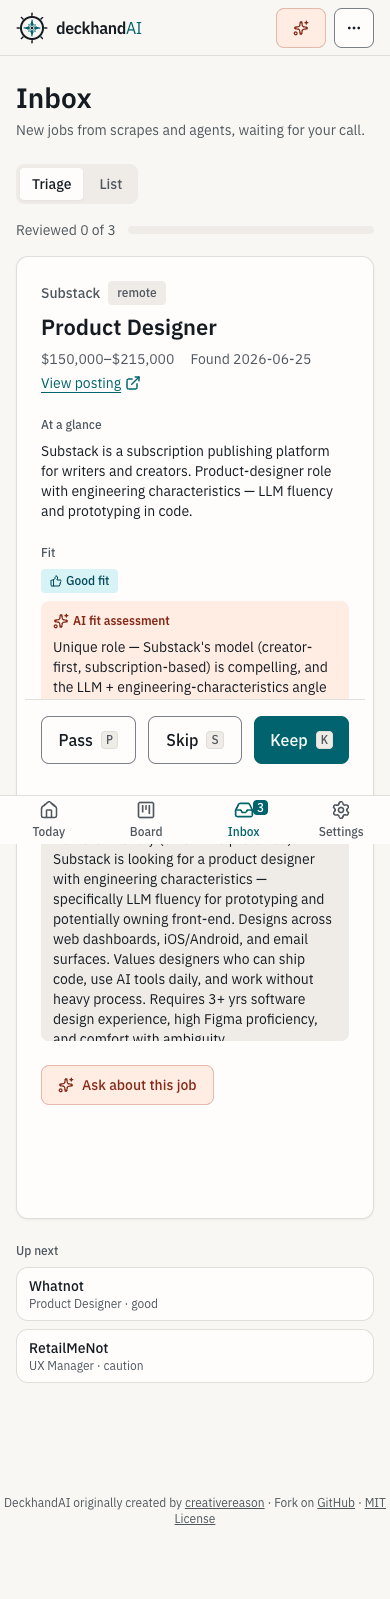 deckhandAI
Inbox
New jobs from scrapes and agents, waiting for your call.
Triage List
Reviewed 0 of 3
Substack remote
Product Designer
$150,000–$215,000 Found 2026-06-25
View posting
At a glance
Substack is a subscription publishing platform
for writers and creators. Product-designer role
with engineering characteristics — LLM fluency
and prototyping in code.
Fit
Good fit
AI fit assessment
Unique role — Substack's model (creator-
first, subscription-based) is compelling, and
the LLM + engineering-characteristics angle
Pass P Skip S Keep K
Today Board Inbox 3 Settings
Substack is looking for a product designer
with engineering characteristics —
specifically LLM fluency for prototyping and
potentially owning front-end. Designs across
web dashboards, iOS/Android, and email
surfaces. Values designers who can ship
code, use AI tools daily, and work without
heavy process. Requires 3+ yrs software
design experience, high Figma proficiency,
and comfort with ambiguity.
Ask about this job
Up next
Whatnot
Product Designer · good
RetailMeNot
UX Manager · caution
DeckhandAI originally created by creativereason · Fork on GitHub · MIT
License